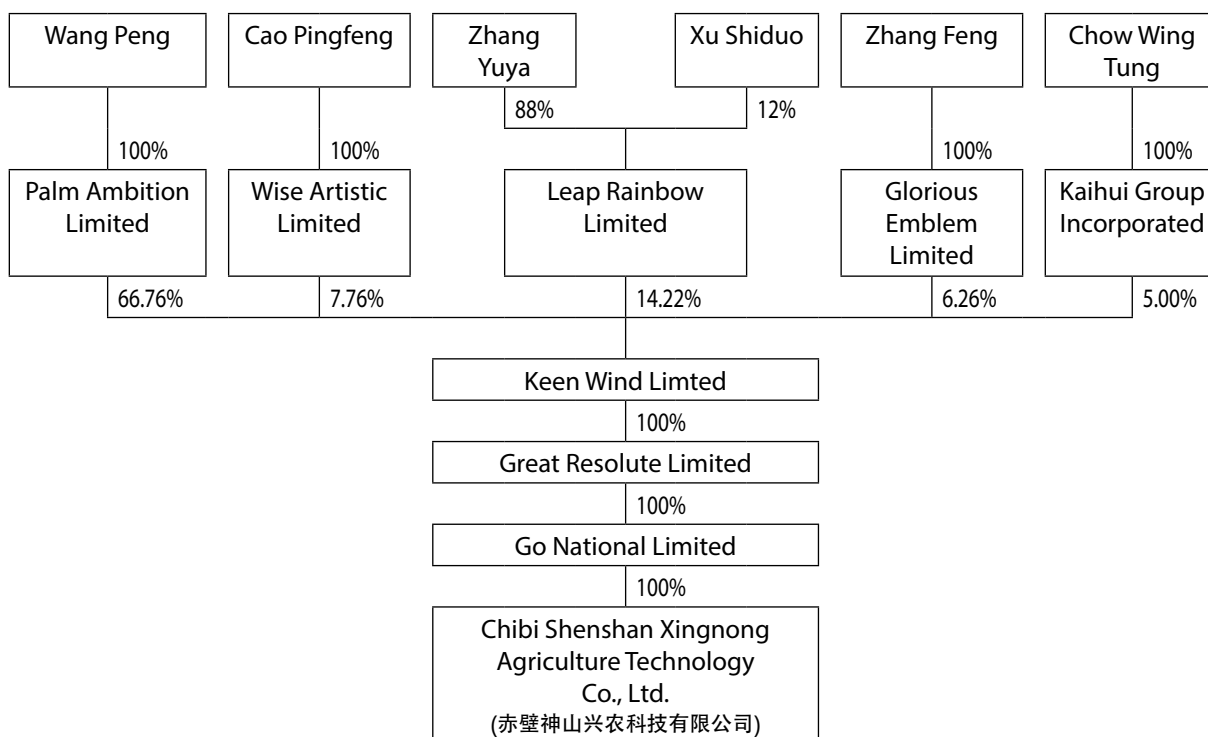 Wang Peng
Cao Pingfeng
Zhang
Yuya
Xu Shiduo
Zhang Feng
Chow Wing
Tung
88%
12%
100%
100%
100%
100%
Palm Ambition
Limited
Wise Artistic
Limited
Leap Rainbow
Limited
Glorious
Emblem
Limited
Kaihui Group
Incorporated
66.76%
7.76%
14.22%
6.26%
5.00%
Keen Wind Limted
100%
Great Resolute Limited
100%
Go National Limited
100%
Chibi Shenshan Xingnong
Agriculture Technology
Co., Ltd.
(赤壁神山兴农科技有限公司)